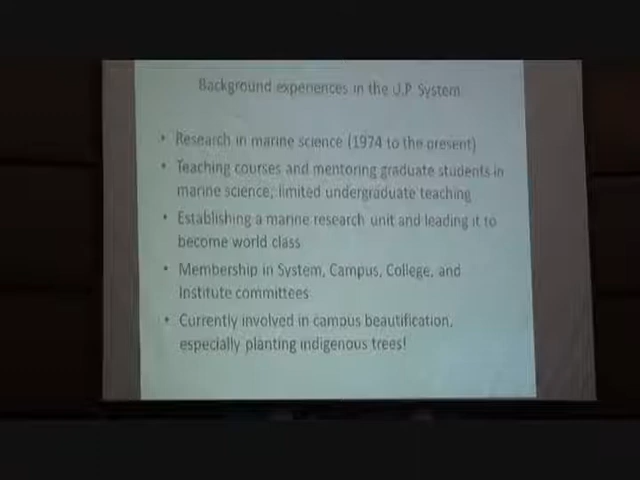 Background experiences in the U.P System
• Research in marine science (1974 to the present)
• Teaching courses and mentoring graduate students in
marine science; limited undergraduate teaching
• Establishing a marine research unit and leading it to
become world class
• Membership in System, Campus, College, and
Institute committees
• Currently involved in campus beautification,
especially planting indigenous trees!